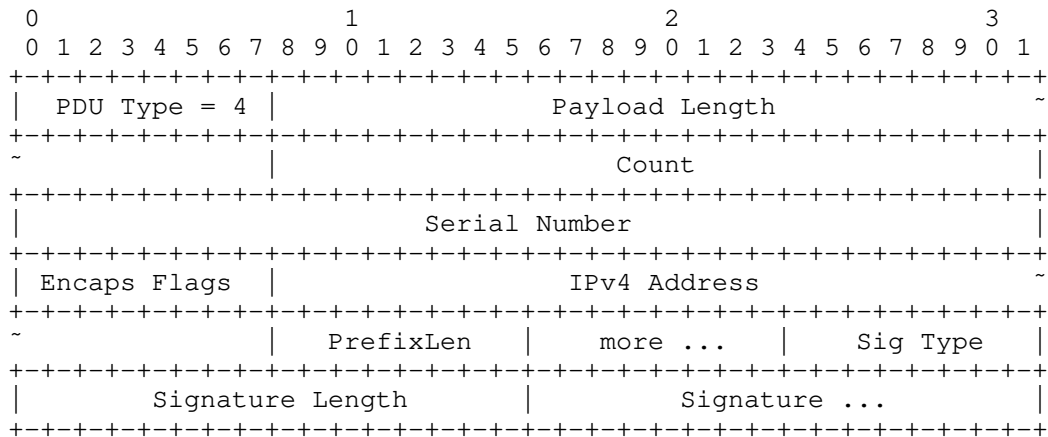 0                   1                   2                   3
0 1 2 3 4 5 6 7 8 9 0 1 2 3 4 5 6 7 8 9 0 1 2 3 4 5 6 7 8 9 0 1
+-+-+-+-+-+-+-+-+-+-+-+-+-+-+-+-+-+-+-+-+-+-+-+-+-+-+-+-+-+-+-+-+
|  PDU Type = 4 |                Payload Length                 ~
+-+-+-+-+-+-+-+-+-+-+-+-+-+-+-+-+-+-+-+-+-+-+-+-+-+-+-+-+-+-+-+-+
~               |                     Count                     |
+-+-+-+-+-+-+-+-+-+-+-+-+-+-+-+-+-+-+-+-+-+-+-+-+-+-+-+-+-+-+-+-+
|                         Serial Number                         |
+-+-+-+-+-+-+-+-+-+-+-+-+-+-+-+-+-+-+-+-+-+-+-+-+-+-+-+-+-+-+-+-+
| Encaps Flags  |                 IPv4 Address                  ~
+-+-+-+-+-+-+-+-+-+-+-+-+-+-+-+-+-+-+-+-+-+-+-+-+-+-+-+-+-+-+-+-+
~               |   PrefixLen   |    more ...   |    Sig Type   |
+-+-+-+-+-+-+-+-+-+-+-+-+-+-+-+-+-+-+-+-+-+-+-+-+-+-+-+-+-+-+-+-+
|        Signature Length       |         Signature ...         |
+-+-+-+-+-+-+-+-+-+-+-+-+-+-+-+-+-+-+-+-+-+-+-+-+-+-+-+-+-+-+-+-+